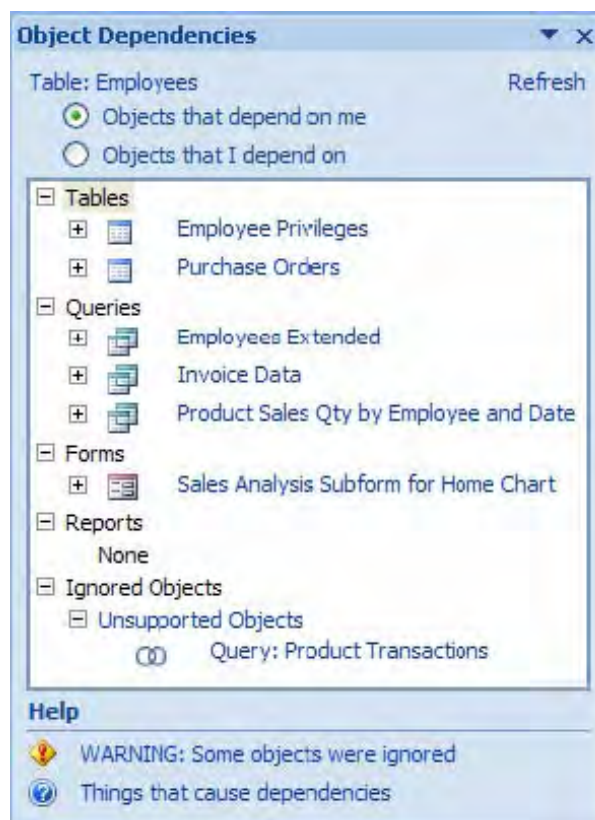 Object Dependencies
Table: Employees Refresh
Objects that depend on me
Objects that I depend on
Tables
Employee Privileges
Purchase Orders
Queries
Employees Extended
Invoice Data
Product Sales Qty by Employee and Date
Forms
Sales Analysis Subform for Home Chart
Reports
None
Ignored Objects
Unsupported Objects
Query: Product Transactions
Help
WARNING: Some objects were ignored
Things that cause dependencies